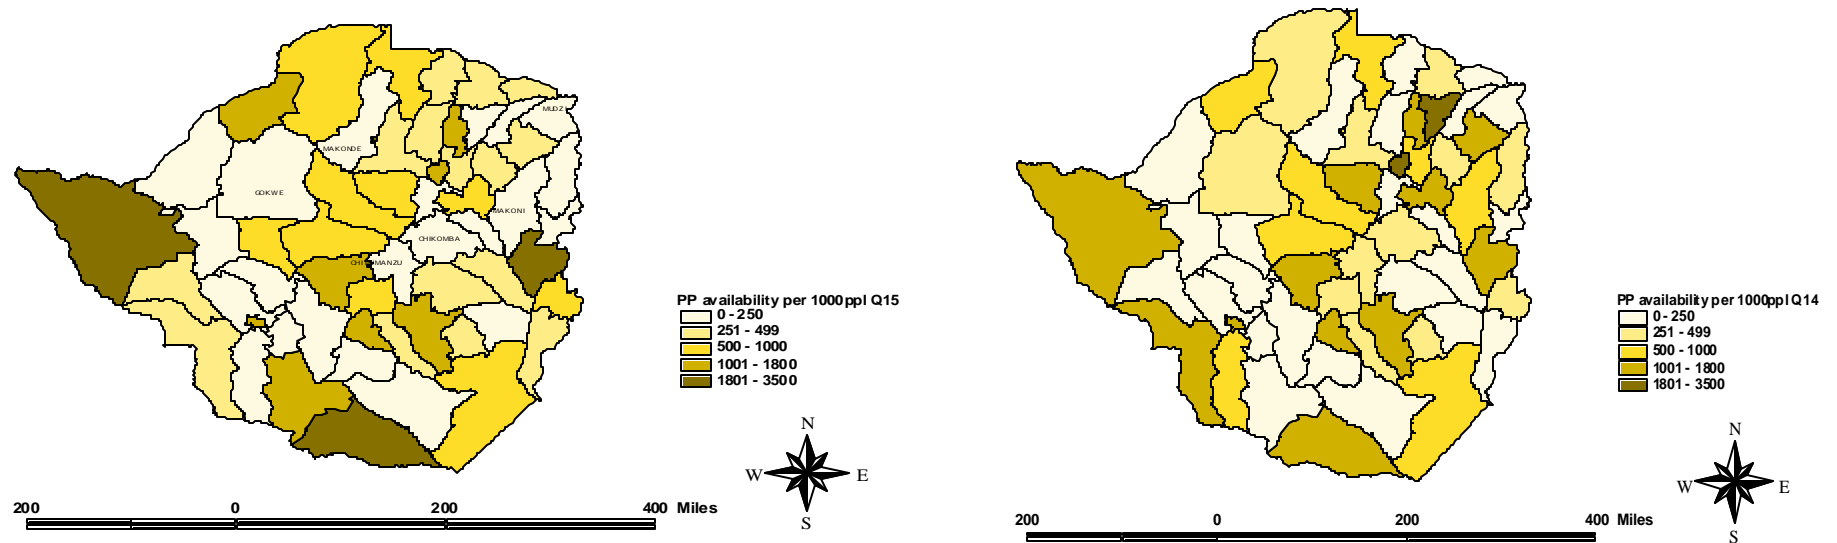 MUDZI
MAKONDE
GOKWE
MAKONI
CHIKOMBA
PP availability per 1000ppl Q15
0 - 250
251 - 499
500 - 1000
1001 - 1800
1801 - 3500
N
W E
S
200 0 200 400 Miles
PP availability per 1000ppl Q14
0 - 250
251 - 499
500 - 1000
1001 - 1800
1801 - 3500
N
W E
S
200 0 200 400 Miles